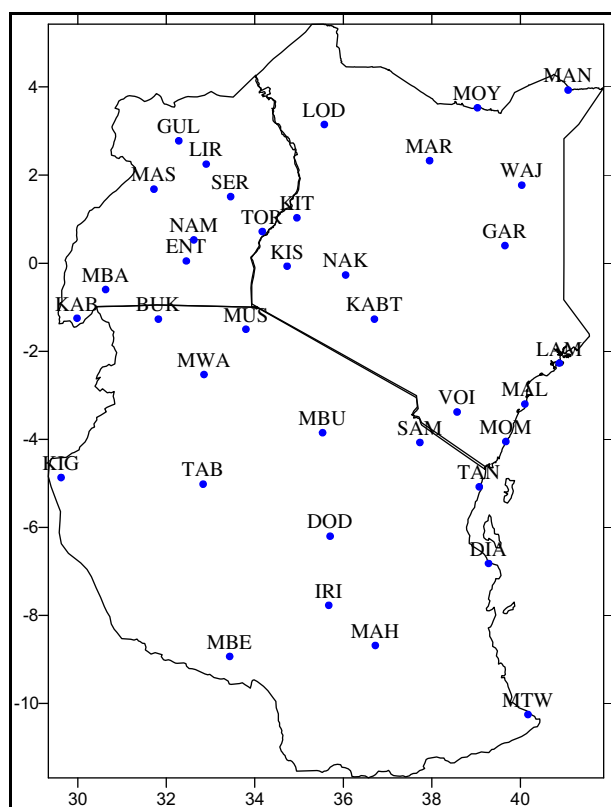 4
2
0
-2
-4
-6
-8
-10
30 32 34 36 38 40
MAN
MOY
LOD
GUL
LIR
MAR
MAS
SER
WAJ
KIT
NAM
TOR
GAR
ENT
KIS
NAK
MBA
KAB
BUK
MUS
KABT
MWA
LAM
VOI
MAL
MBU
SAM
MOM
KIG
TAB
TAN
DOD
DIA
IRI
MBE
MAH
MTW